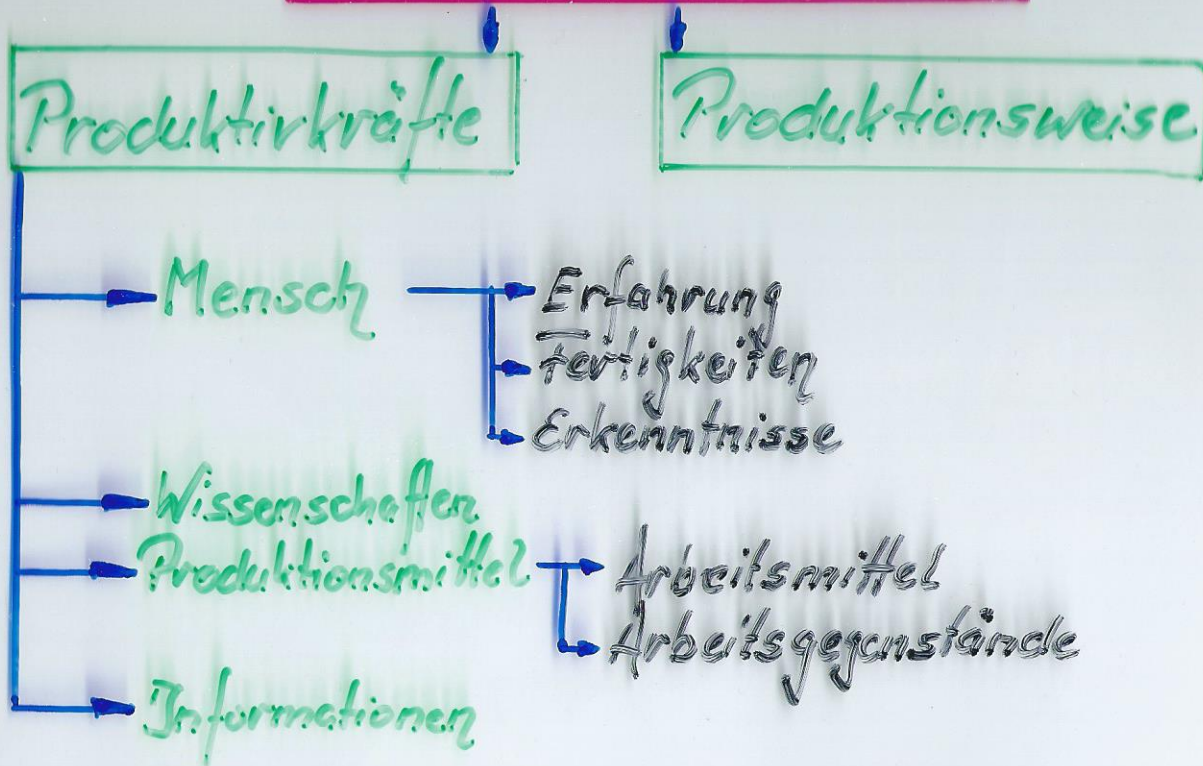 Produktivkräfte
Produktionsweise
Mensch
Erfahrung
Fertigkeiten
Erkenntnisse
Wissenschaften
Produktionsmittel
Arbeitsmittel
Arbeitsgegenstände
Informationen